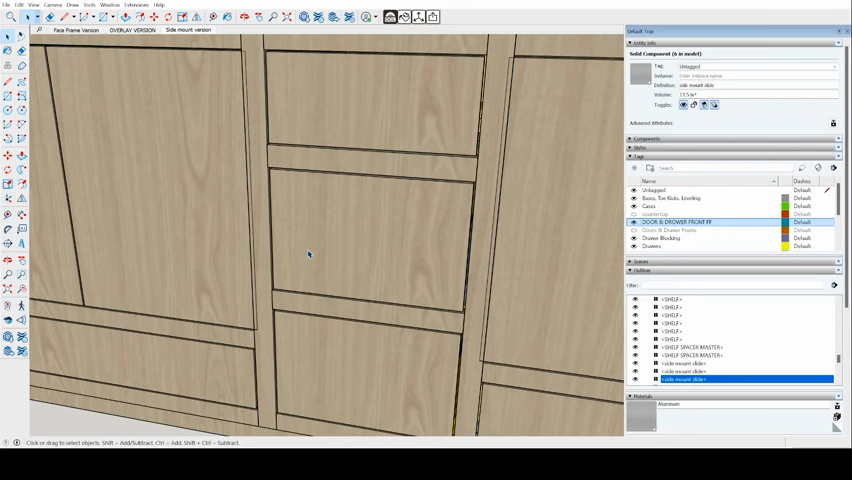 File Edit View Camera Draw Tools Window Extensions Help
Face Frame Version OVERLAY VERSION Side mount version
Default Tray
Entity Info
Solid Component (6 in model)
Tag: Untagged
Instance: Enter instance name
Definition: side mount slide
Volume: 13.5 in³
Toggles:
Advanced Attributes:
Components
Styles
Tags
Search
Name Dashes
Untagged Default
Bases, Toe Kicks, Leveling Default
Cases Default
countertop Default
DOOR & DRAWER FRONT FF Default
Doors & Drawer Fronts Default
Drawer Blocking Default
Drawers Default
Scenes
Outliner
Filter:
<SHELF>
<SHELF>
<SHELF>
<SHELF>
<SHELF>
<SHELF>
<SHELF SPACER MASTER>
<SHELF SPACER MASTER>
<side mount slide>
<side mount slide>
<side mount slide>
Materials
Aluminum
Click or drag to select objects. Shift = Add/Subtract. Ctrl = Add. Shift + Ctrl = Subtract.